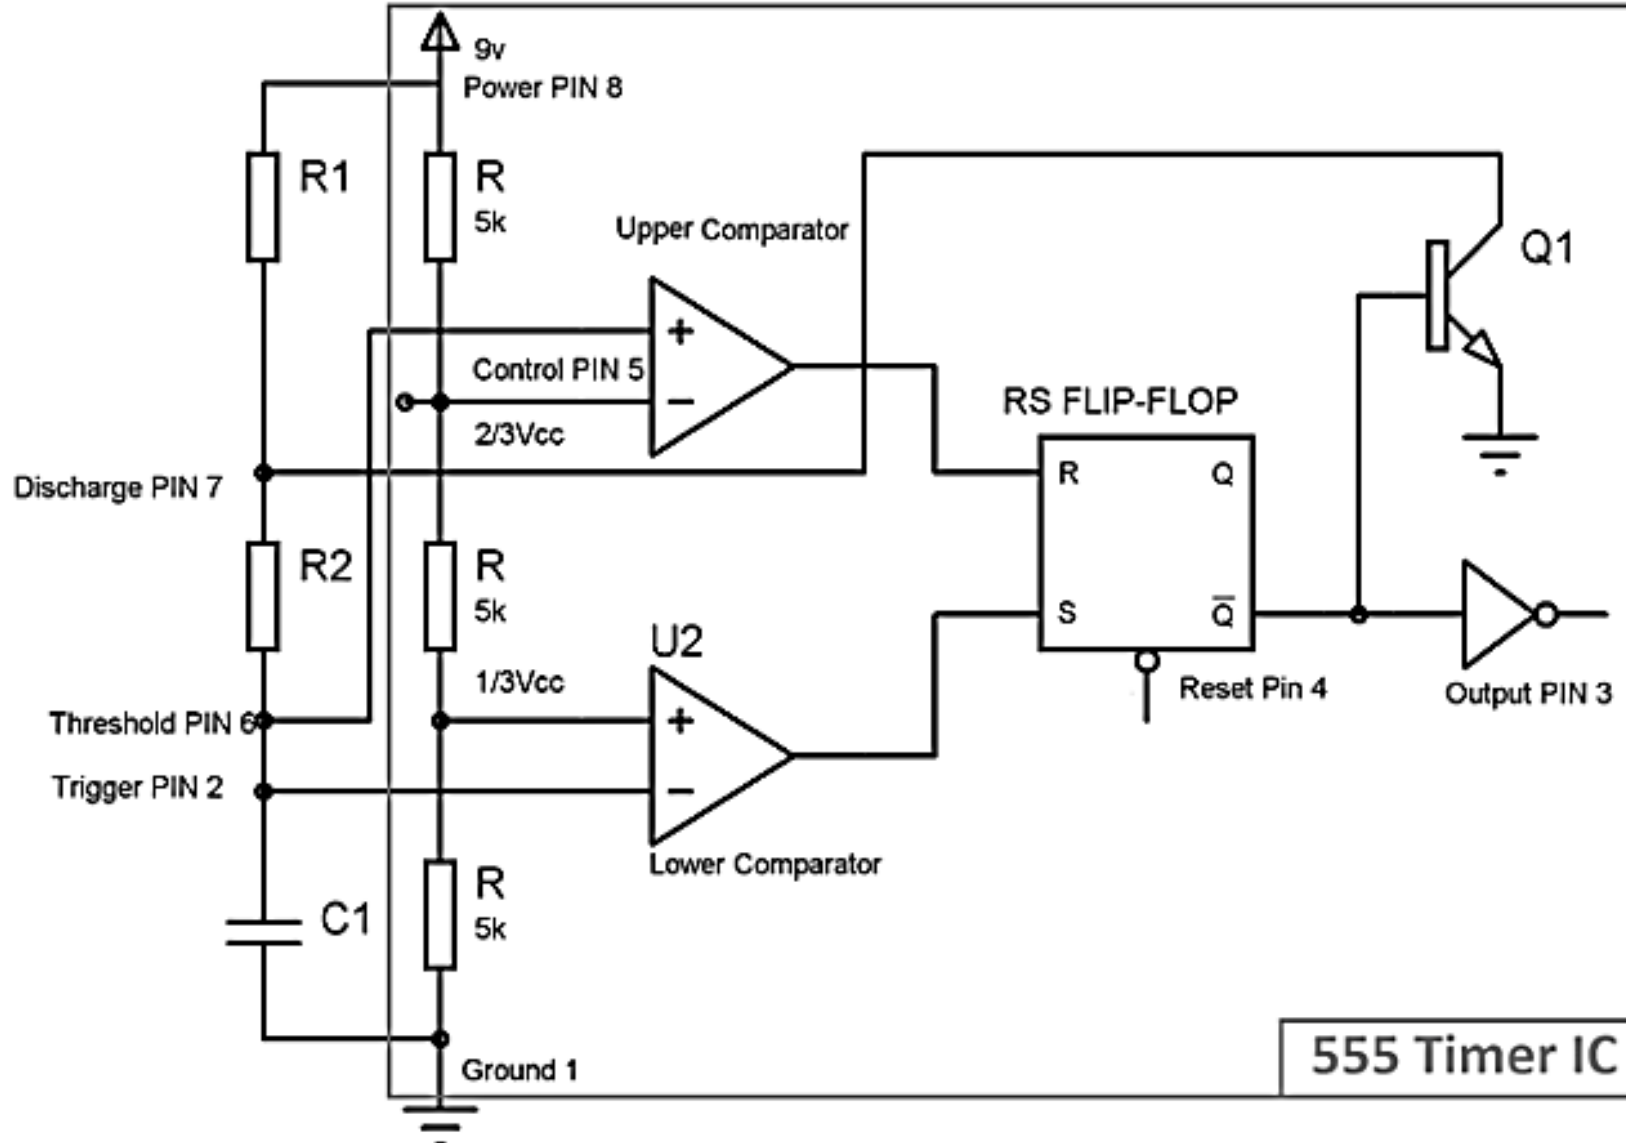 9v
Power PIN 8
R1
R
5k
Upper Comparator
Q1
+
Control PIN 5
−
2/3Vcc
RS FLIP-FLOP
Discharge PIN 7
R
Q
R2
R
5k
S
Q̅
U2
1/3Vcc
Reset Pin 4
Output PIN 3
Threshold PIN 6
+
Trigger PIN 2
−
Lower Comparator
R
5k
C1
555 Timer IC
Ground 1